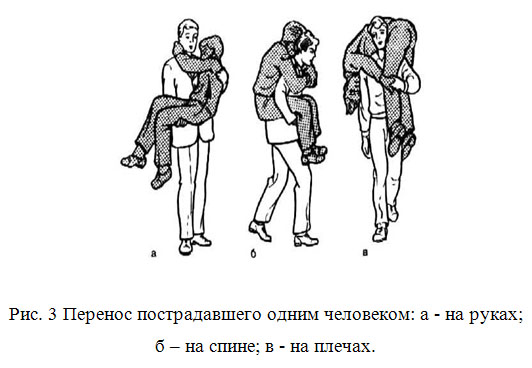 а б в
Рис. 3 Перенос пострадавшего одним человеком: а - на руках;
б – на спине; в - на плечах.